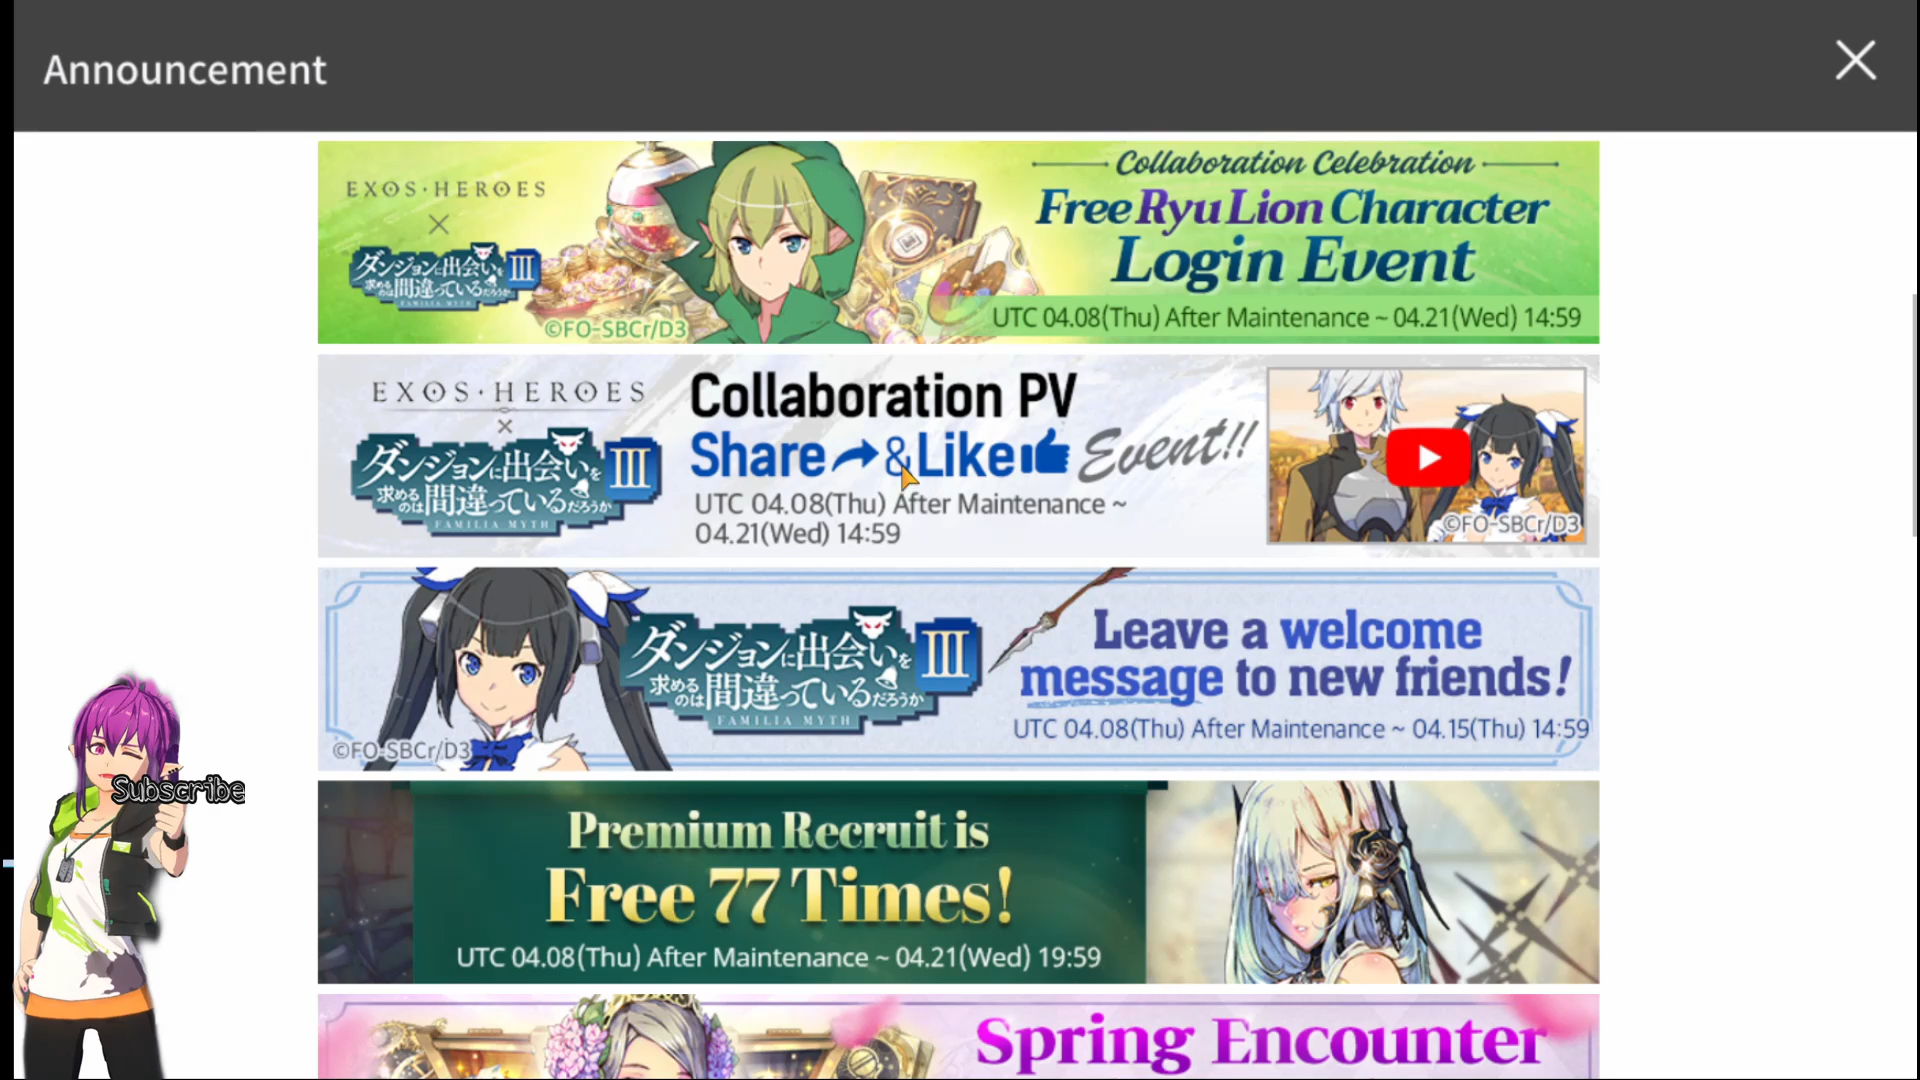 Announcement
EXOS·HEROES
×
ダンジョンに出会いを
求めるのは間違っているだろうか
III
FAMILIA MYTH
©FO-SBCr/D3
Collaboration Celebration
Free Ryu Lion Character
Login Event
UTC 04.08(Thu) After Maintenance ~ 04.21(Wed) 14:59
EXOS·HEROES
×
ダンジョンに出会いを
求めるのは間違っているだろうか
III
FAMILIA MYTH
Collaboration PV
Share & Like Event!!
UTC 04.08(Thu) After Maintenance ~
04.21(Wed) 14:59
©FO-SBCr/D3
ダンジョンに出会いを
求めるのは間違っているだろうか
III
FAMILIA MYTH
©FO-SBCr/D3
Leave a welcome
message to new friends!
UTC 04.08(Thu) After Maintenance ~ 04.15(Thu) 14:59
Subscribe
Premium Recruit is
Free 77 Times!
UTC 04.08(Thu) After Maintenance ~ 04.21(Wed) 19:59
Spring Encounter